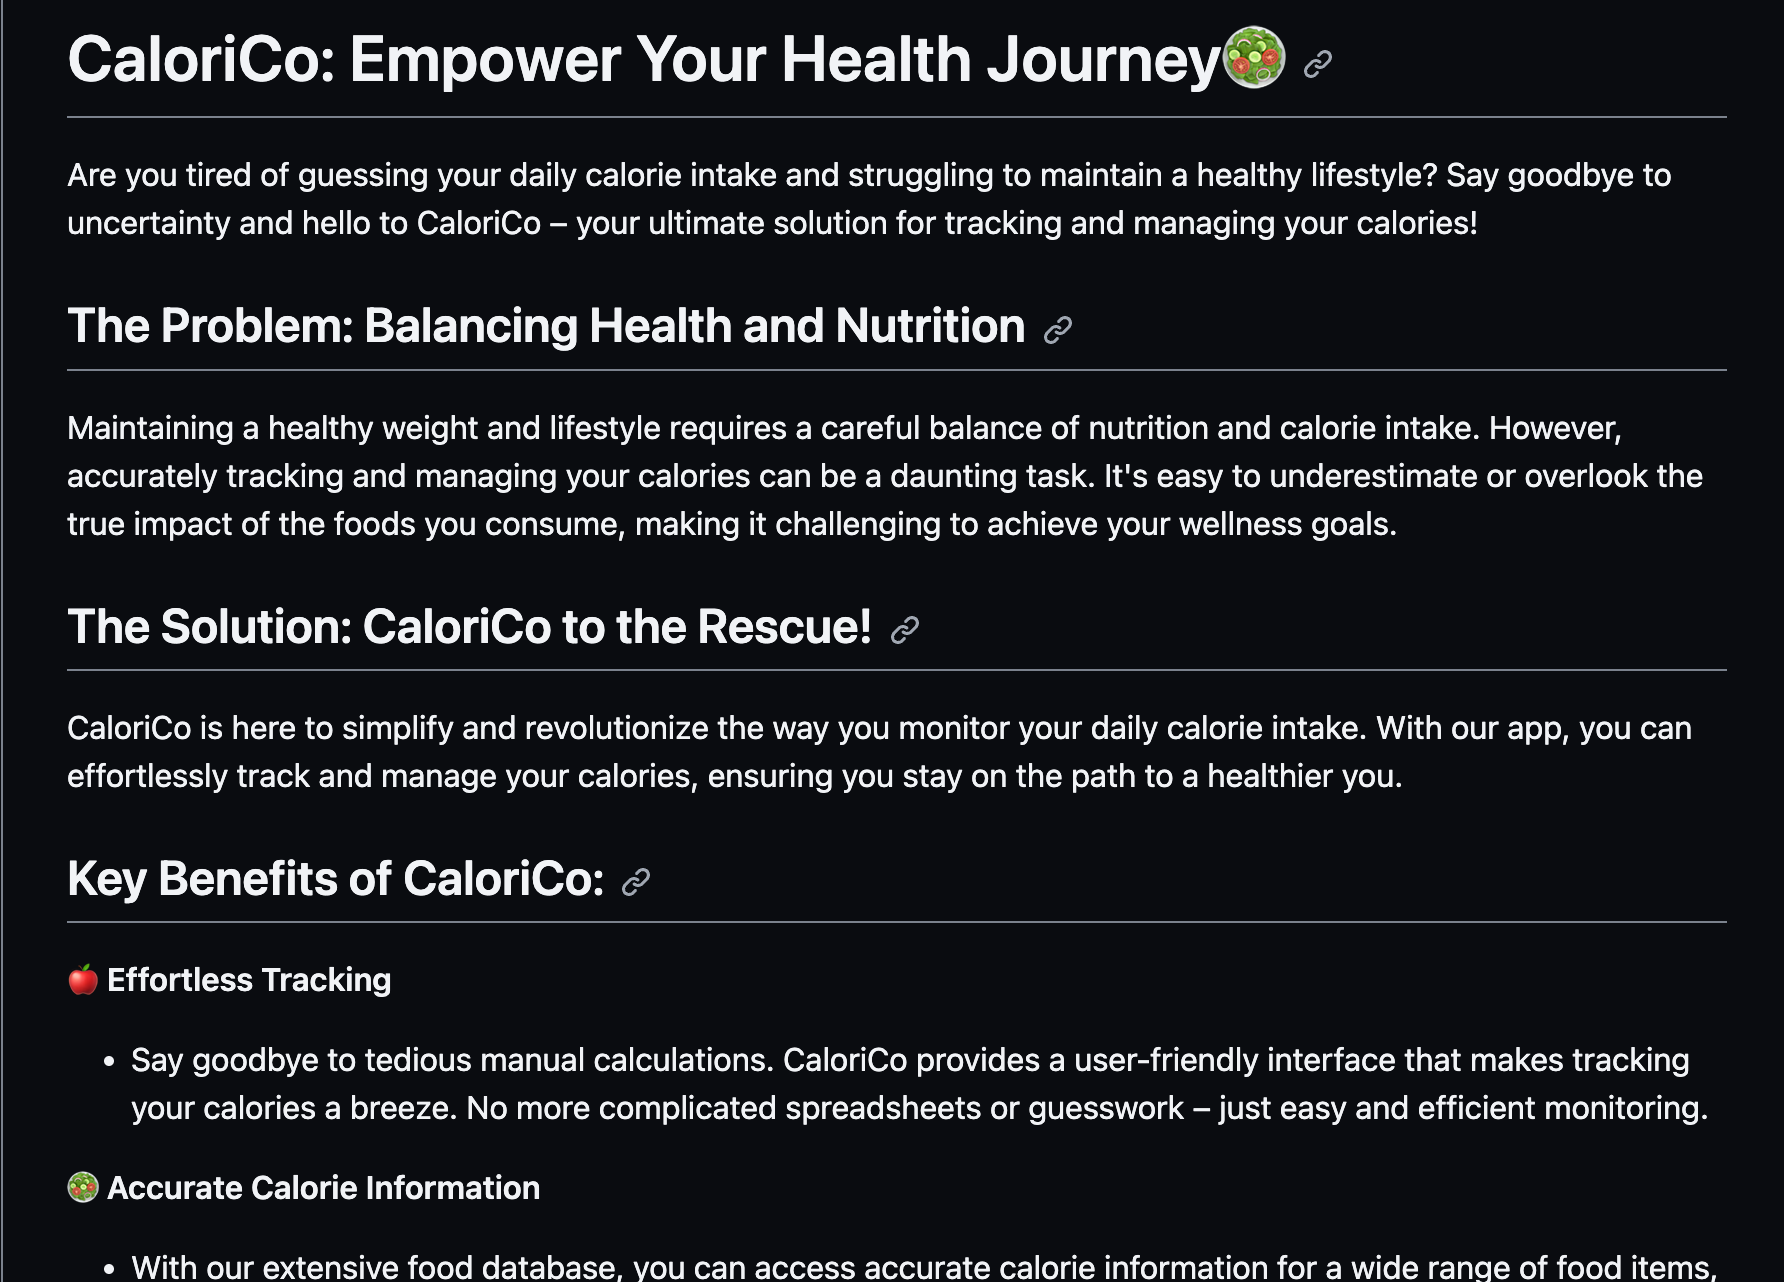 CaloriCo: Empower Your Health Journey🥗
Are you tired of guessing your daily calorie intake and struggling to maintain a healthy lifestyle? Say goodbye to
uncertainty and hello to CaloriCo – your ultimate solution for tracking and managing your calories!
The Problem: Balancing Health and Nutrition
Maintaining a healthy weight and lifestyle requires a careful balance of nutrition and calorie intake. However,
accurately tracking and managing your calories can be a daunting task. It's easy to underestimate or overlook the
true impact of the foods you consume, making it challenging to achieve your wellness goals.
The Solution: CaloriCo to the Rescue!
CaloriCo is here to simplify and revolutionize the way you monitor your daily calorie intake. With our app, you can
effortlessly track and manage your calories, ensuring you stay on the path to a healthier you.
Key Benefits of CaloriCo:
🍎 Effortless Tracking
• Say goodbye to tedious manual calculations. CaloriCo provides a user-friendly interface that makes tracking
your calories a breeze. No more complicated spreadsheets or guesswork – just easy and efficient monitoring.
🥗 Accurate Calorie Information
• With our extensive food database, you can access accurate calorie information for a wide range of food items,